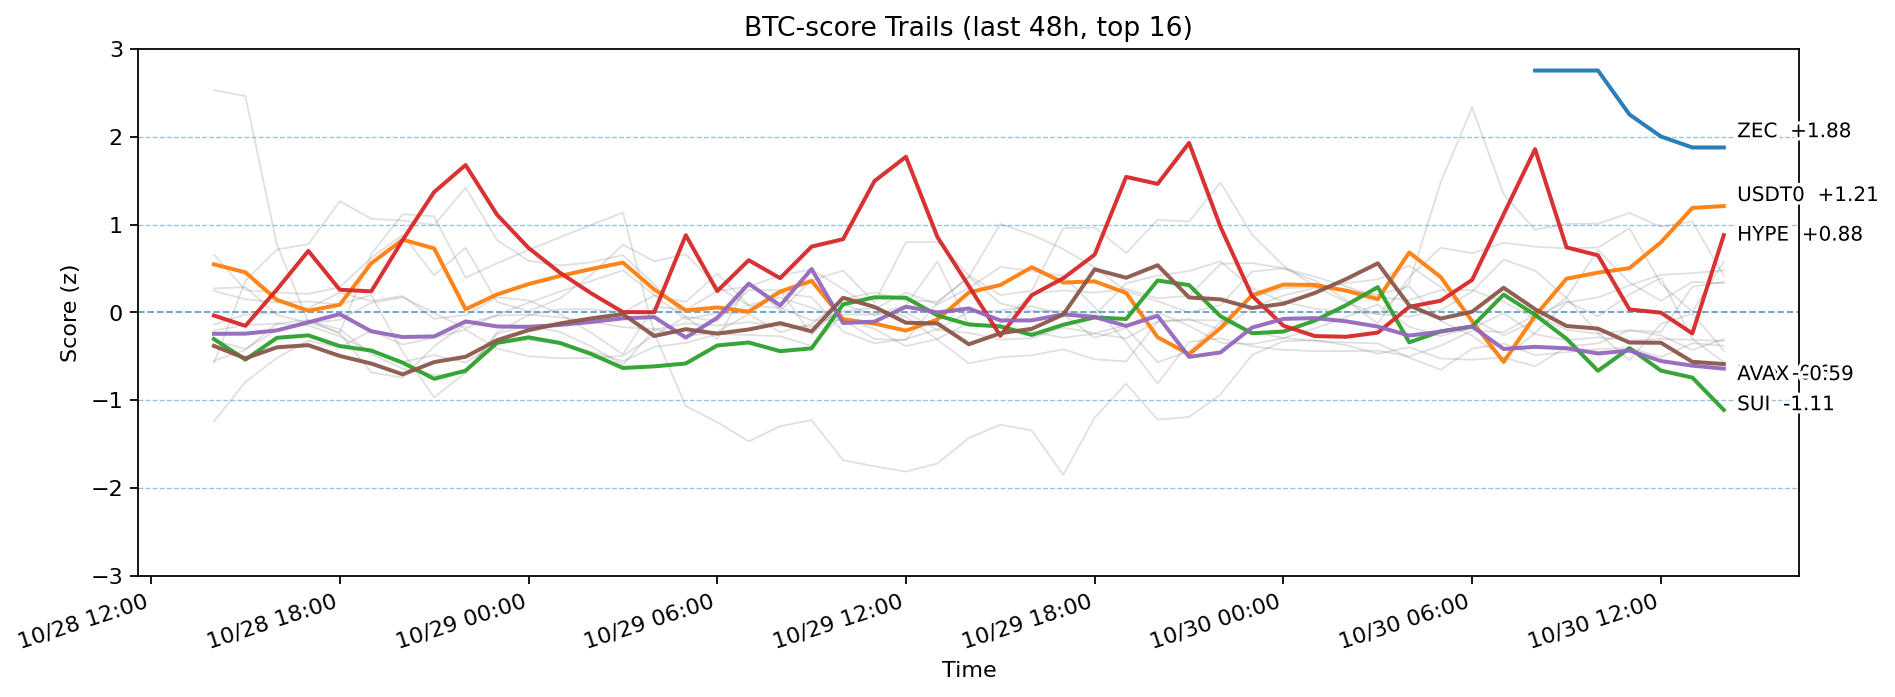 BTC-score Trails (last 48h, top 16)
Score (z)
3
2
1
0
−1
−2
−3
ZEC +1.88
USDT0 +1.21
HYPE +0.88
AVAX -0.59
SUI -1.11
10/28 12:00
10/28 18:00
10/29 00:00
10/29 06:00
10/29 12:00
10/29 18:00
10/30 00:00
10/30 06:00
10/30 12:00
Time